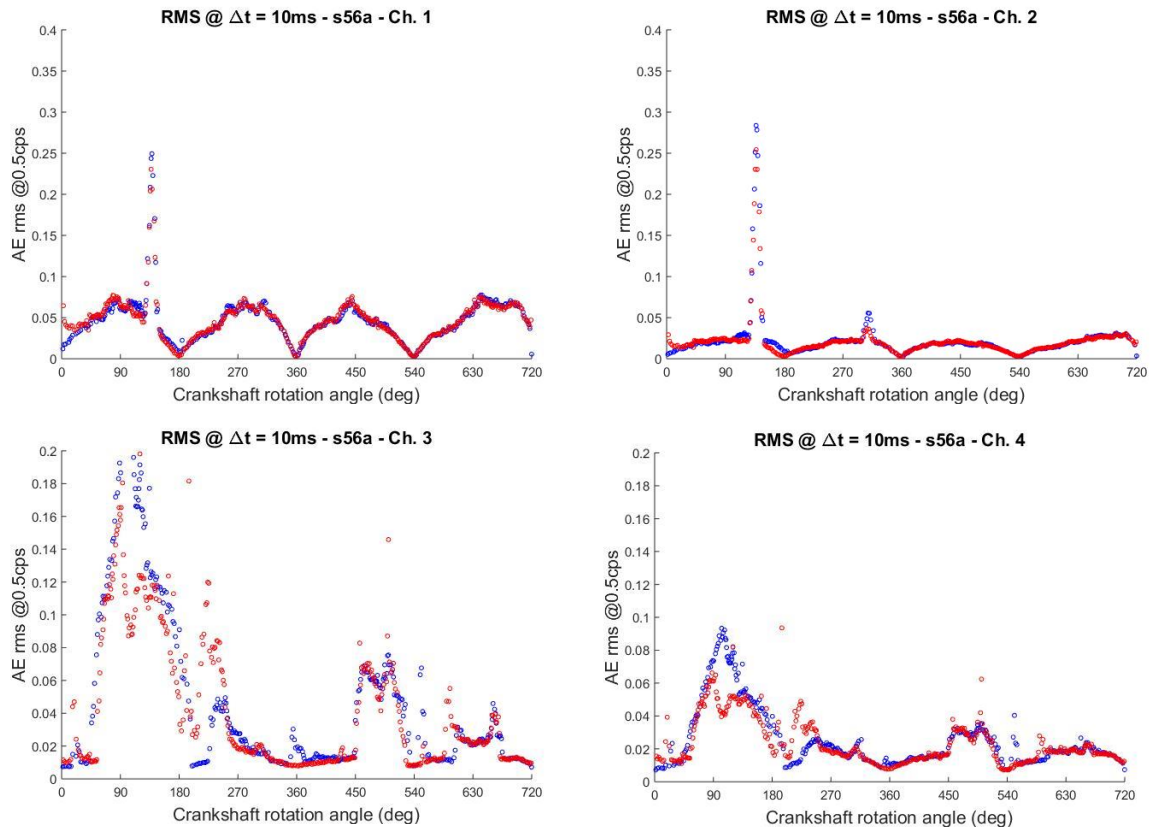 RMS @ Δt = 10ms - s56a - Ch. 1
0.4
0.35
0.3
0.25
0.2
0.15
0.1
0.05
0
AE rms @0.5cps
0 90 180 270 360 450 540 630 720
Crankshaft rotation angle (deg)
RMS @ Δt = 10ms - s56a - Ch. 2
0.4
0.35
0.3
0.25
0.2
0.15
0.1
0.05
0
AE rms @0.5cps
0 90 180 270 360 450 540 630 720
Crankshaft rotation angle (deg)
RMS @ Δt = 10ms - s56a - Ch. 3
0.2
0.18
0.16
0.14
0.12
0.1
0.08
0.06
0.04
0.02
0
AE rms @0.5cps
0 90 180 270 360 450 540 630 720
Crankshaft rotation angle (deg)
RMS @ Δt = 10ms - s56a - Ch. 4
0.2
0.18
0.16
0.14
0.12
0.1
0.08
0.06
0.04
0.02
0
AE rms @0.5cps
0 90 180 270 360 450 540 630 720
Crankshaft rotation angle (deg)